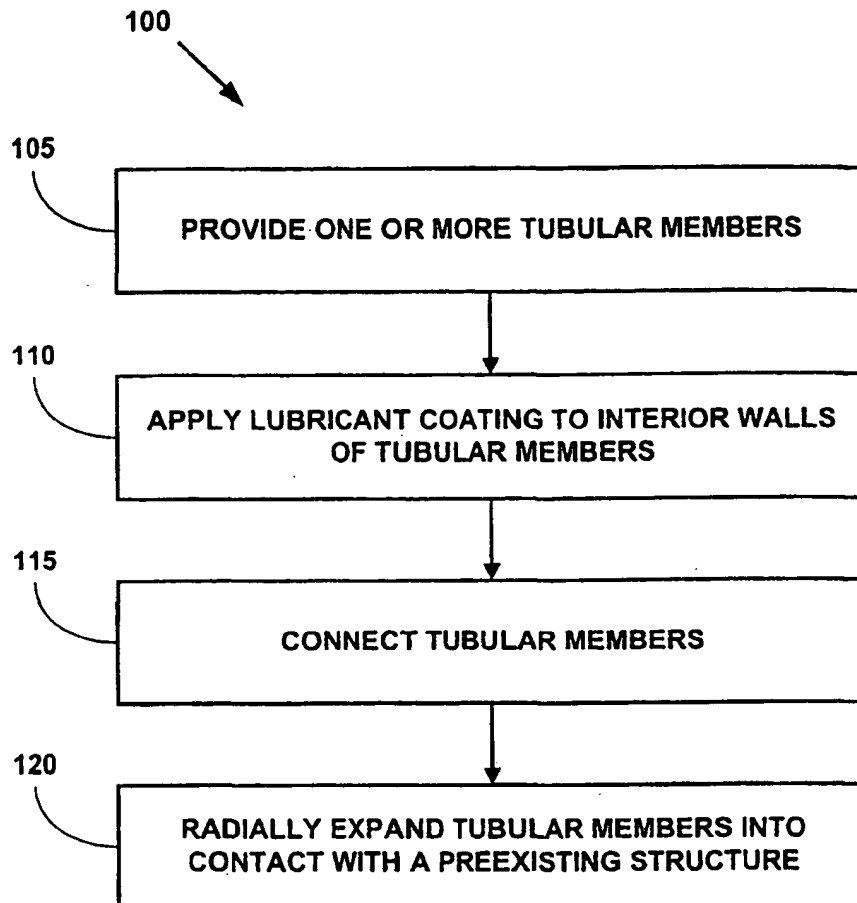 100
105
PROVIDE ONE OR MORE TUBULAR MEMBERS
110
APPLY LUBRICANT COATING TO INTERIOR WALLS
OF TUBULAR MEMBERS
115
CONNECT TUBULAR MEMBERS
120
RADIALLY EXPAND TUBULAR MEMBERS INTO
CONTACT WITH A PREEXISTING STRUCTURE